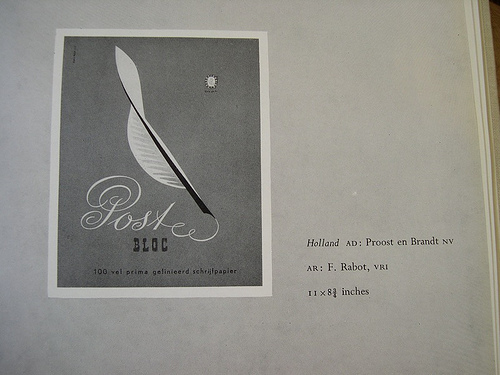 Post
BLOC
100 vel prima gelinieerd schrijfpapier
Holland AD: Proost en Brandt NV
AR: F. Rabot, VRI
11 × 8¾ inches